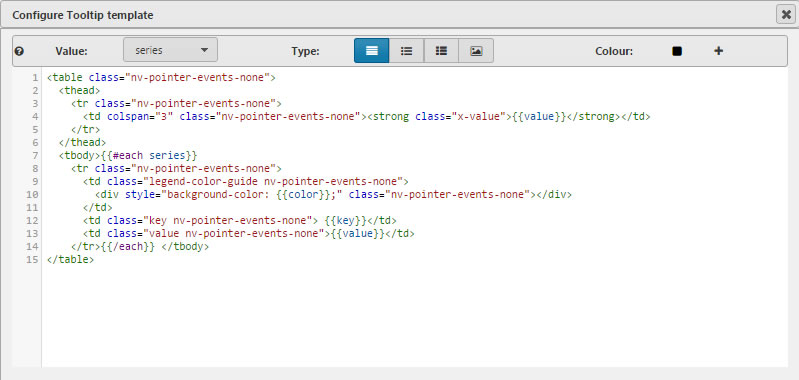 Configure Tooltip template
Value: series Type: Colour:
1 <table class="nv-pointer-events-none">
2 <thead>
3 <tr class="nv-pointer-events-none">
4 <td colspan="3" class="nv-pointer-events-none"><strong class="x-value">{{value}}</strong></td>
5 </tr>
6 </thead>
7 <tbody>{{#each series}}
8 <tr class="nv-pointer-events-none">
9 <td class="legend-color-guide nv-pointer-events-none">
10 <div style="background-color: {{color}};" class="nv-pointer-events-none"></div>
11 </td>
12 <td class="key nv-pointer-events-none"> {{key}}</td>
13 <td class="value nv-pointer-events-none">{{value}}</td>
14 </tr>{{/each}} </tbody>
15 </table>